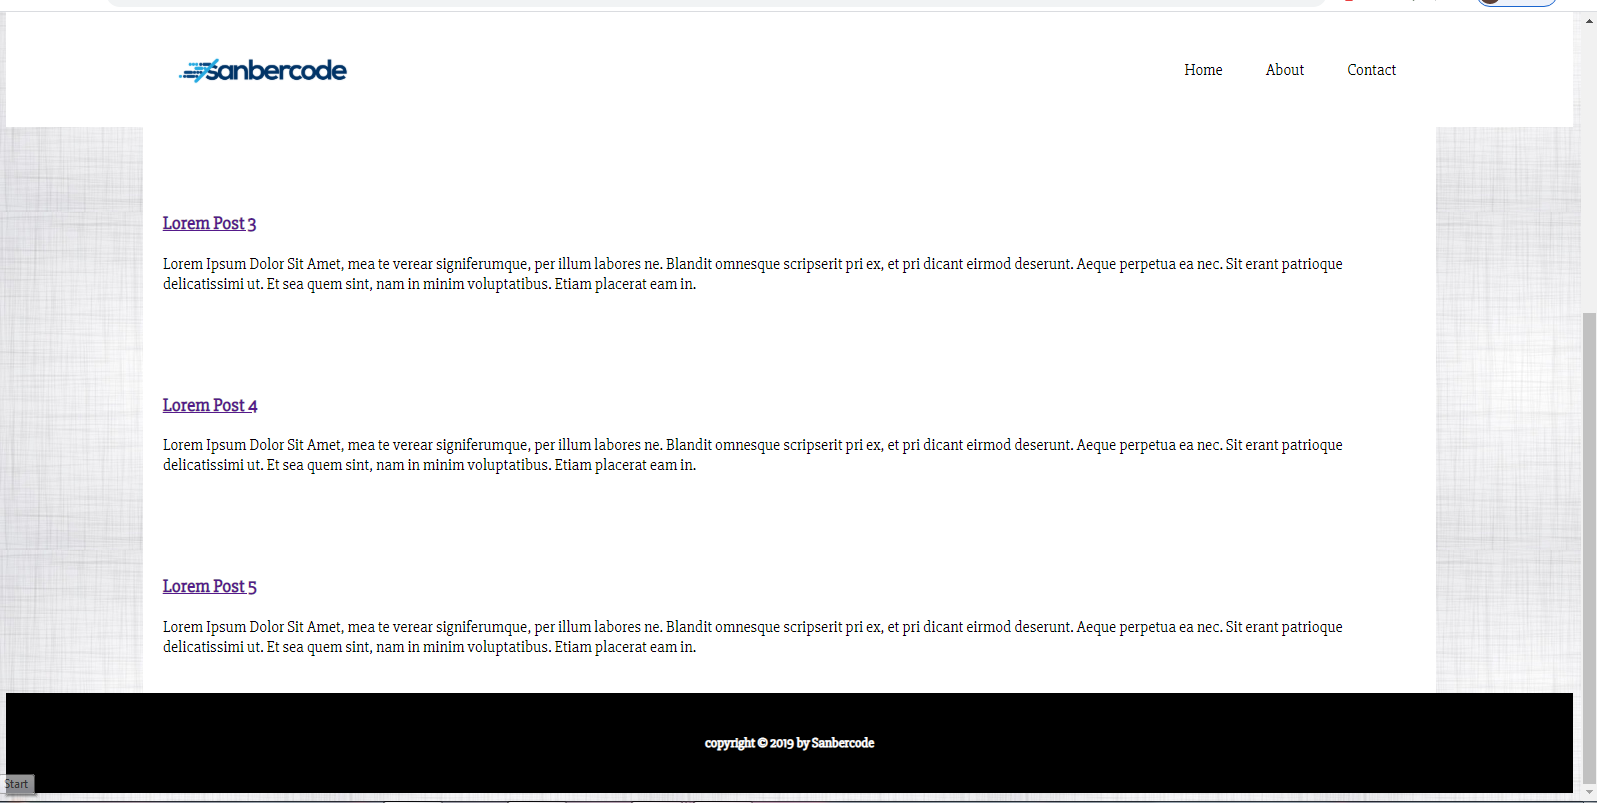 sanbercode
Home About Contact
Lorem Post 3
Lorem Ipsum Dolor Sit Amet, mea te verear signiferumque, per illum labores ne. Blandit omnesque scripserit pri ex, et pri dicant eirmod deserunt. Aeque perpetua ea nec. Sit erant patrioque
delicatissimi ut. Et sea quem sint, nam in minim voluptatibus. Etiam placerat eam in.
Lorem Post 4
Lorem Ipsum Dolor Sit Amet, mea te verear signiferumque, per illum labores ne. Blandit omnesque scripserit pri ex, et pri dicant eirmod deserunt. Aeque perpetua ea nec. Sit erant patrioque
delicatissimi ut. Et sea quem sint, nam in minim voluptatibus. Etiam placerat eam in.
Lorem Post 5
Lorem Ipsum Dolor Sit Amet, mea te verear signiferumque, per illum labores ne. Blandit omnesque scripserit pri ex, et pri dicant eirmod deserunt. Aeque perpetua ea nec. Sit erant patrioque
delicatissimi ut. Et sea quem sint, nam in minim voluptatibus. Etiam placerat eam in.
copyright © 2019 by Sanbercode
Start